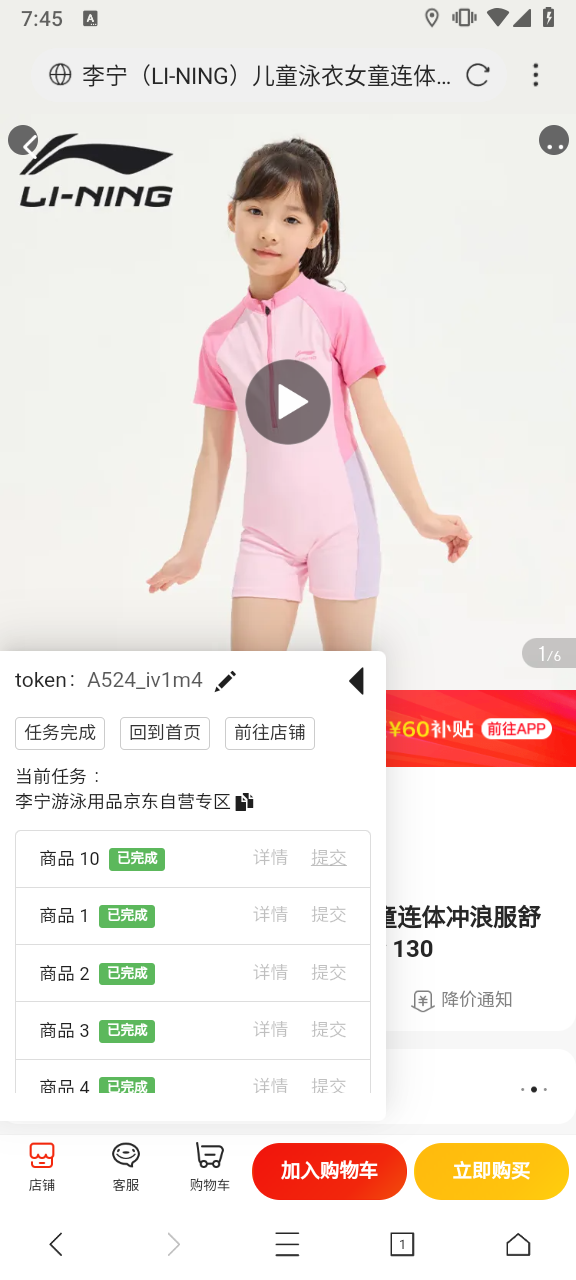 7:45
A
李宁（LI-NING）儿童泳衣女童连体...
LI-NING
1/6
token：A524_iv1m4
任务完成 回到首页 前往店铺
¥60补贴 前往APP
当前任务：
李宁游泳用品京东自营专区
商品 10 已完成 详情 提交
童连体冲浪服舒
130
商品 1 已完成 详情 提交
商品 2 已完成 详情 提交
降价通知
商品 3 已完成 详情 提交
商品 4 已完成 详情 提交
店铺 客服 购物车 加入购物车 立即购买
1